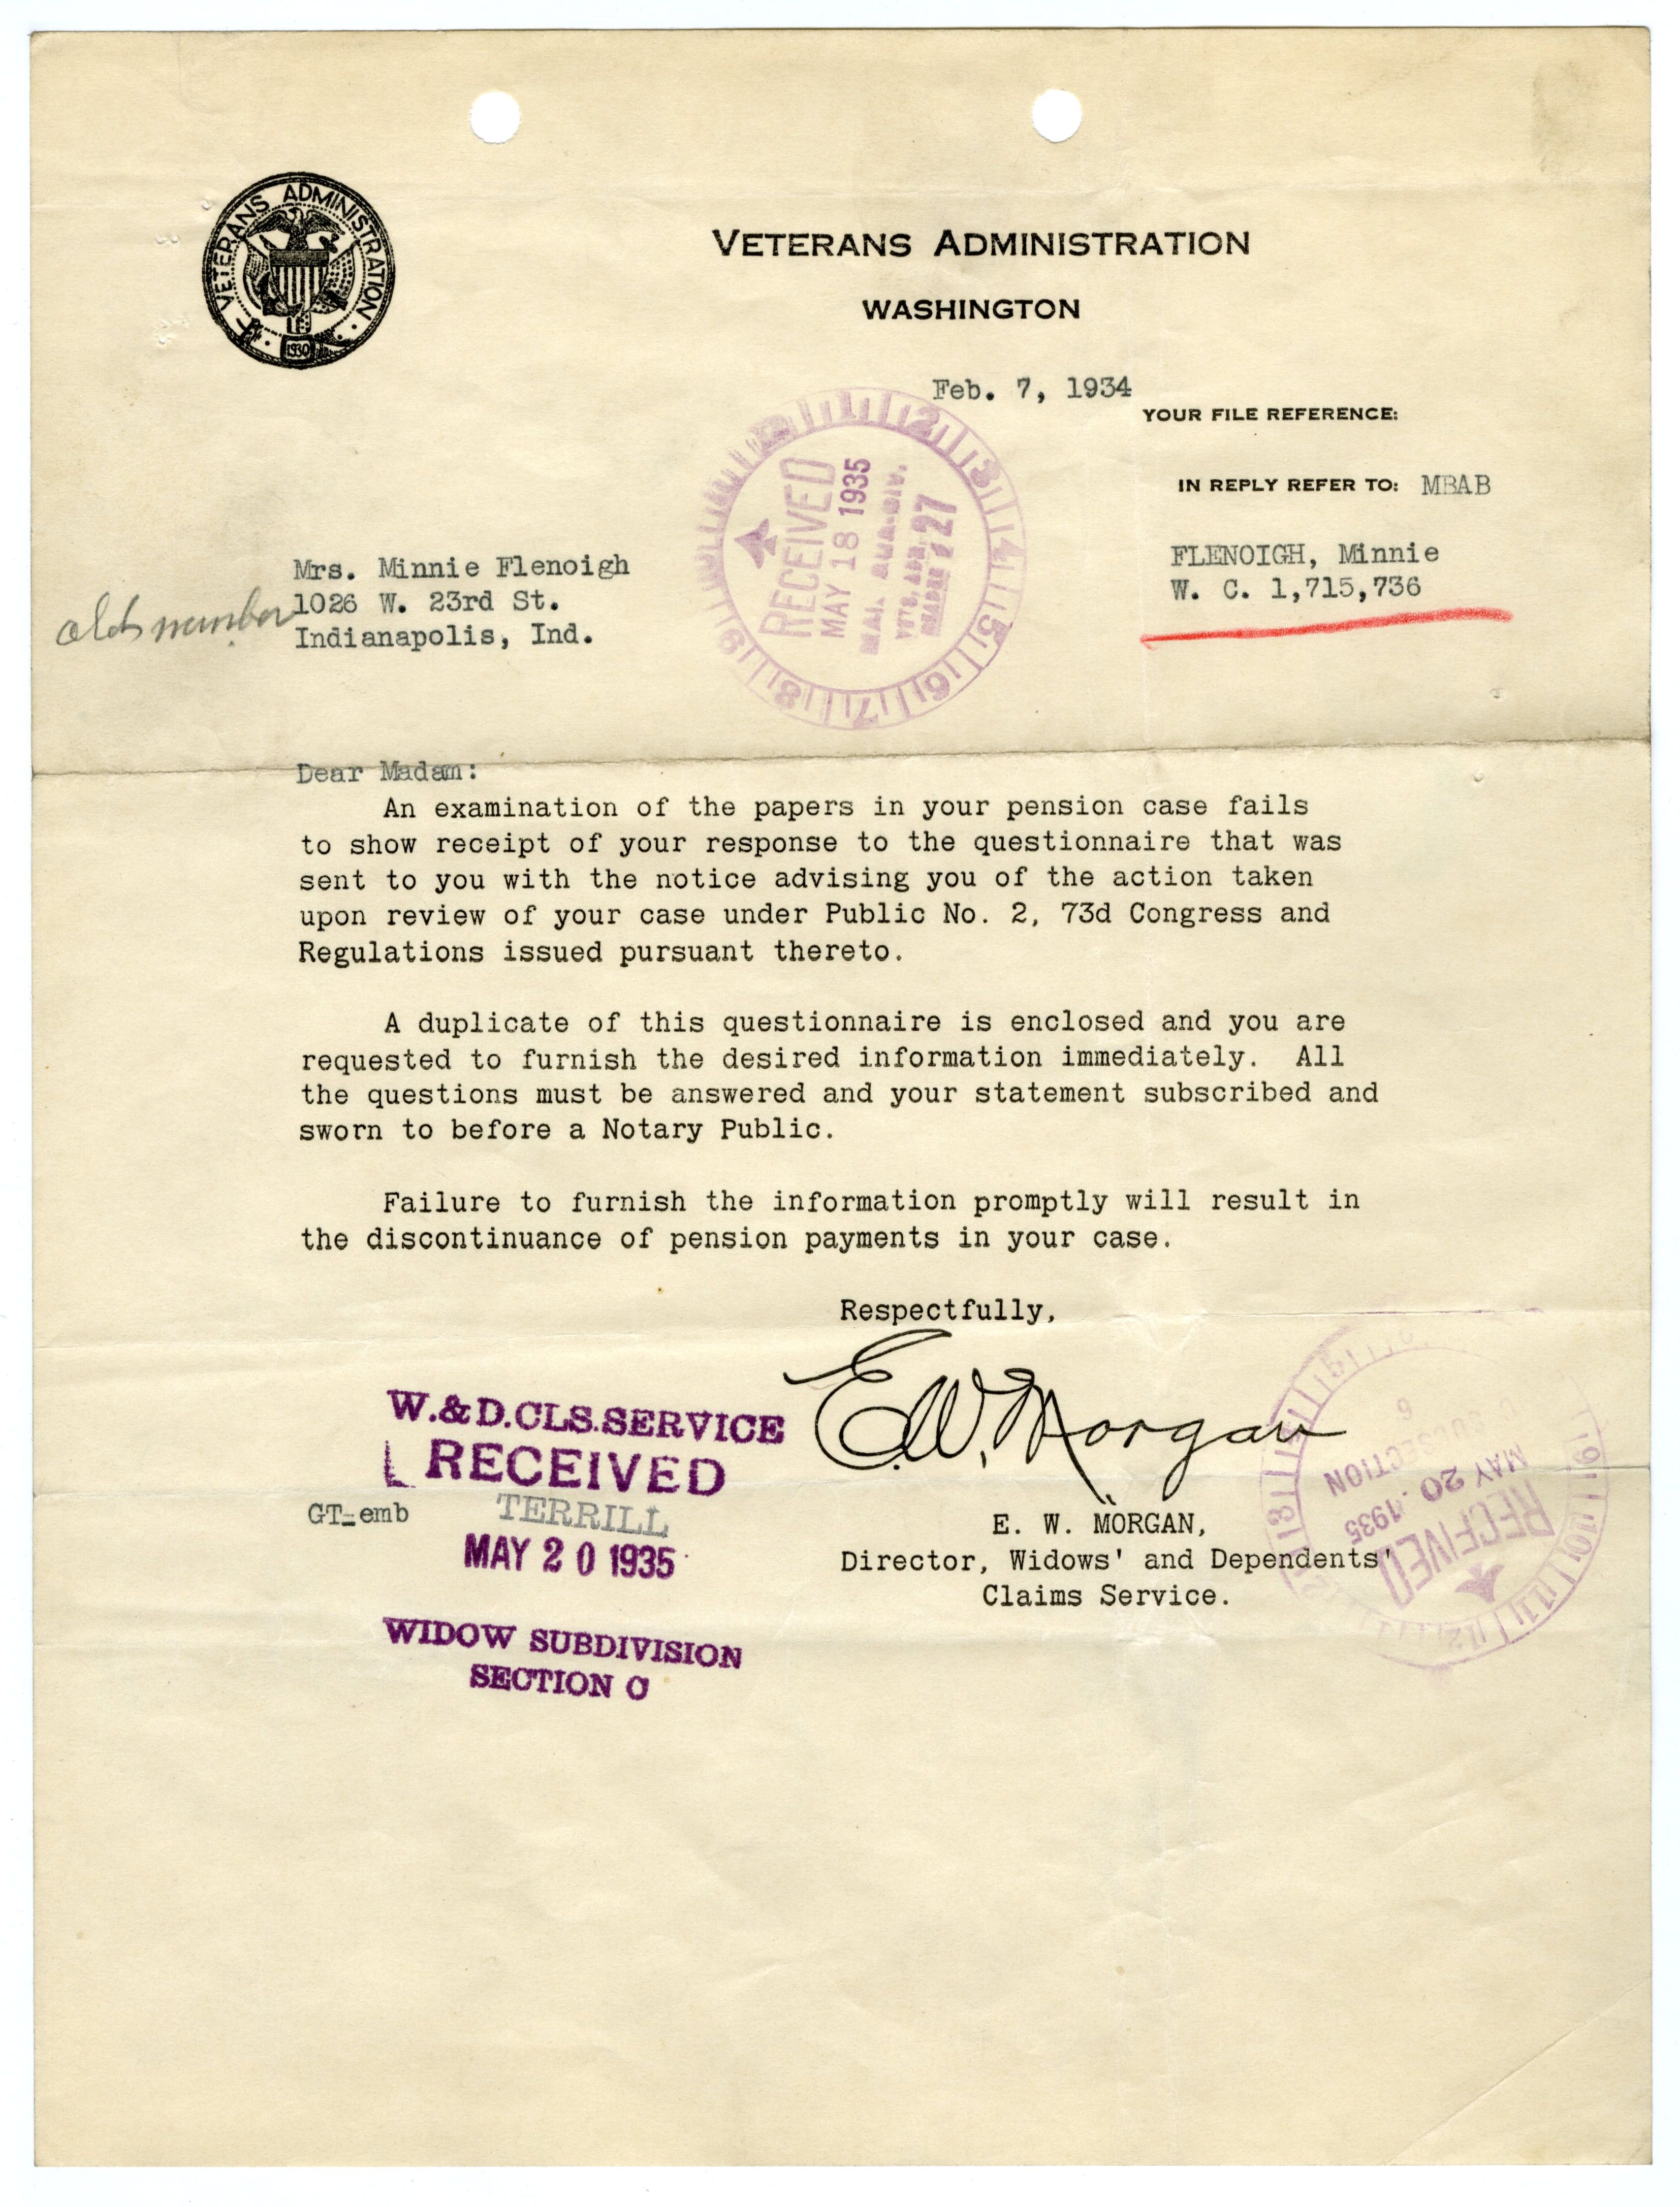 VETERANS ADMINISTRATION
1930
VETERANS ADMINISTRATION
WASHINGTON
Feb. 7, 1934
YOUR FILE REFERENCE:
IN REPLY REFER TO: MBAB
RECEIVED
MAY 18 1935
27
FLENOIGH, Minnie
W. C. 1,715,736
Mrs. Minnie Flenoigh
old number
1026 W. 23rd St.
Indianapolis, Ind.
Dear Madam:
An examination of the papers in your pension case fails
to show receipt of your response to the questionnaire that was
sent to you with the notice advising you of the action taken
upon review of your case under Public No. 2, 73d Congress and
Regulations issued pursuant thereto.
A duplicate of this questionnaire is enclosed and you are
requested to furnish the desired information immediately. All
the questions must be answered and your statement subscribed and
sworn to before a Notary Public.
Failure to furnish the information promptly will result in
the discontinuance of pension payments in your case.
Respectfully,
E.W. Morgan
W.&D.CLS.SERVICE
RECEIVED
GT-emb
TERRILL
MAY 20 1935
WIDOW SUBDIVISION
SECTION C
E. W. MORGAN,
Director, Widows' and Dependents'
Claims Service.
RECEIVED
MAY 20 1935